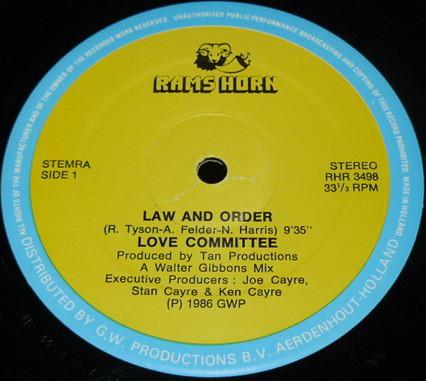 ALL RIGHTS OF THE MANUFACTURER AND OF THE OWNER OF THE RECORDED WORK RESERVED. UNAUTHORISED PUBLIC PERFORMANCE BROADCASTING AND COPYING OF THIS RECORD PROHIBITED. MADE IN HOLLAND
RAMS HORN
STEMRA
SIDE 1
STEREO
RHR 3498
33 1/3 RPM
LAW AND ORDER
(R. Tyson-A. Felder-N. Harris) 9'35"
LOVE COMMITTEE
Produced by Tan Productions
A Walter Gibbons Mix
Executive Producers : Joe Cayre,
Stan Cayre & Ken Cayre
(P) 1986 GWP
DISTRIBUTED BY G.W. PRODUCTIONS B.V. AERDENHOUT-HOLLAND